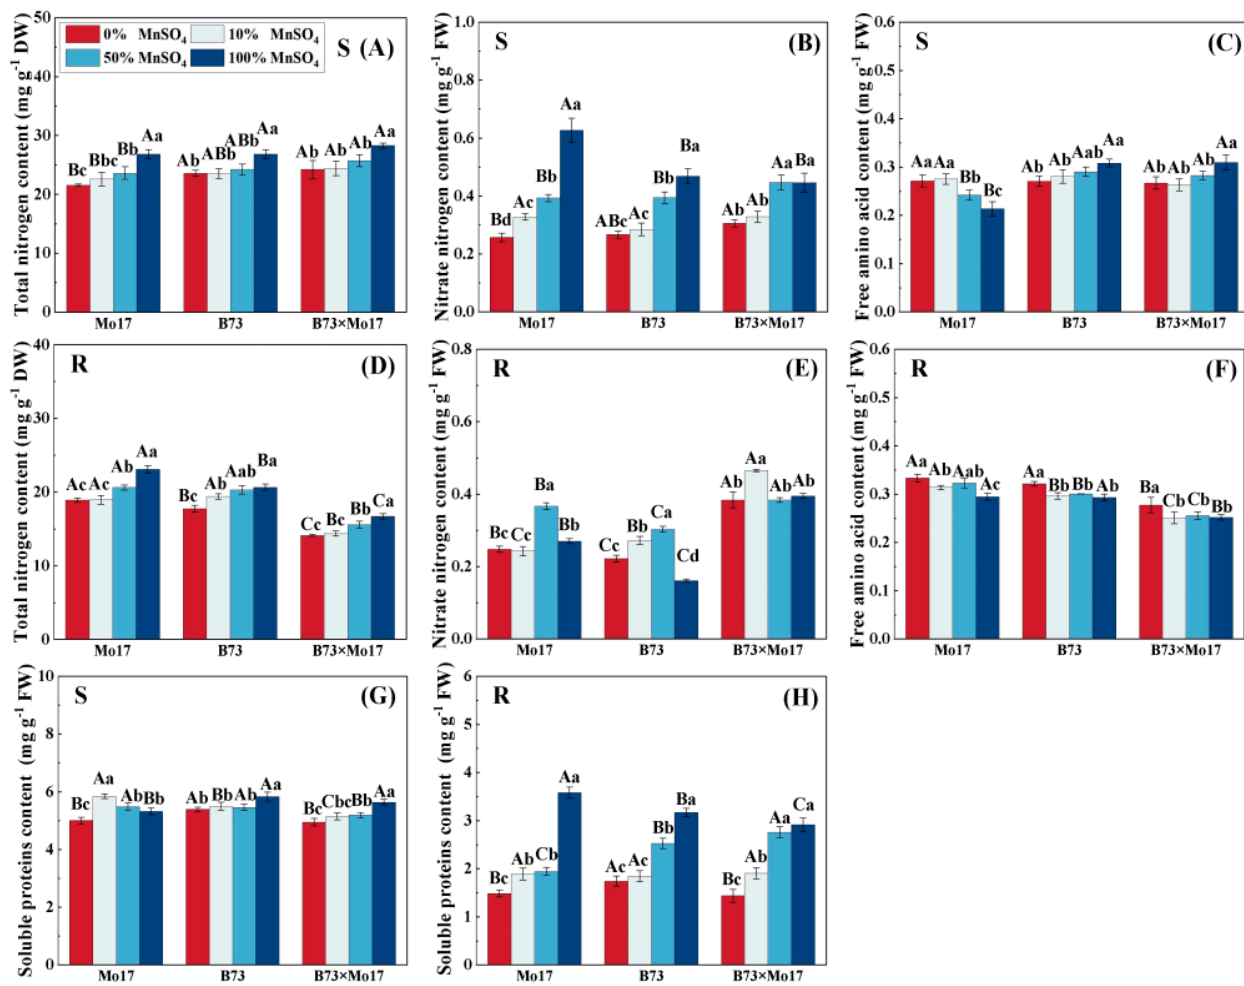 Total nitrogen content (mg g⁻¹ DW)
50
40
30
20
10
0
0% MnSO₄
10% MnSO₄
50% MnSO₄
100% MnSO₄
S (A)
Bc Bbc Bb Aa
Ab ABb ABb Aa
Ab Ab Ab Aa
Mo17 B73 B73×Mo17
Nitrate nitrogen content (mg g⁻¹ FW)
1.0
0.8
0.6
0.4
0.2
0.0
S (B)
Bd Ac Bb Aa
ABc Ac Bb Ba
Ab Ab Aa Ba
Mo17 B73 B73×Mo17
Free amino acid content (mg g⁻¹ FW)
0.6
0.5
0.4
0.3
0.2
0.1
0.0
S (C)
Aa Aa Bb Bc
Ab Ab Aab Aa
Ab Ab Ab Aa
Mo17 B73 B73×Mo17
Total nitrogen content (mg g⁻¹ DW)
40
30
20
10
0
R (D)
Ac Ac Ab Aa
Bc Ab Aab Ba
Cc Bc Bb Ca
Mo17 B73 B73×Mo17
Nitrate nitrogen content (mg g⁻¹ FW)
0.8
0.6
0.4
0.2
0.0
R (E)
Bc Cc Ba Bb
Cc Bb Ca Cd
Ab Aa Ab Ab
Mo17 B73 B73×Mo17
Free amino acid content (mg g⁻¹ FW)
0.6
0.5
0.4
0.3
0.2
0.1
0.0
R (F)
Aa Ab Aab Ac
Aa Bb Bb Ab
Ba Cb Cb Bb
Mo17 B73 B73×Mo17
Soluble proteins content (mg g⁻¹ FW)
10
8
6
4
2
0
S (G)
Bc Aa Ab Bb
Ab Bb Ab Aa
Bc Cbc Bb Aa
Mo17 B73 B73×Mo17
Soluble proteins content (mg g⁻¹ FW)
6
5
4
3
2
1
0
R (H)
Bc Ab Cb Aa
Ac Ac Bb Ba
Bc Ab Aa Ca
Mo17 B73 B73×Mo17